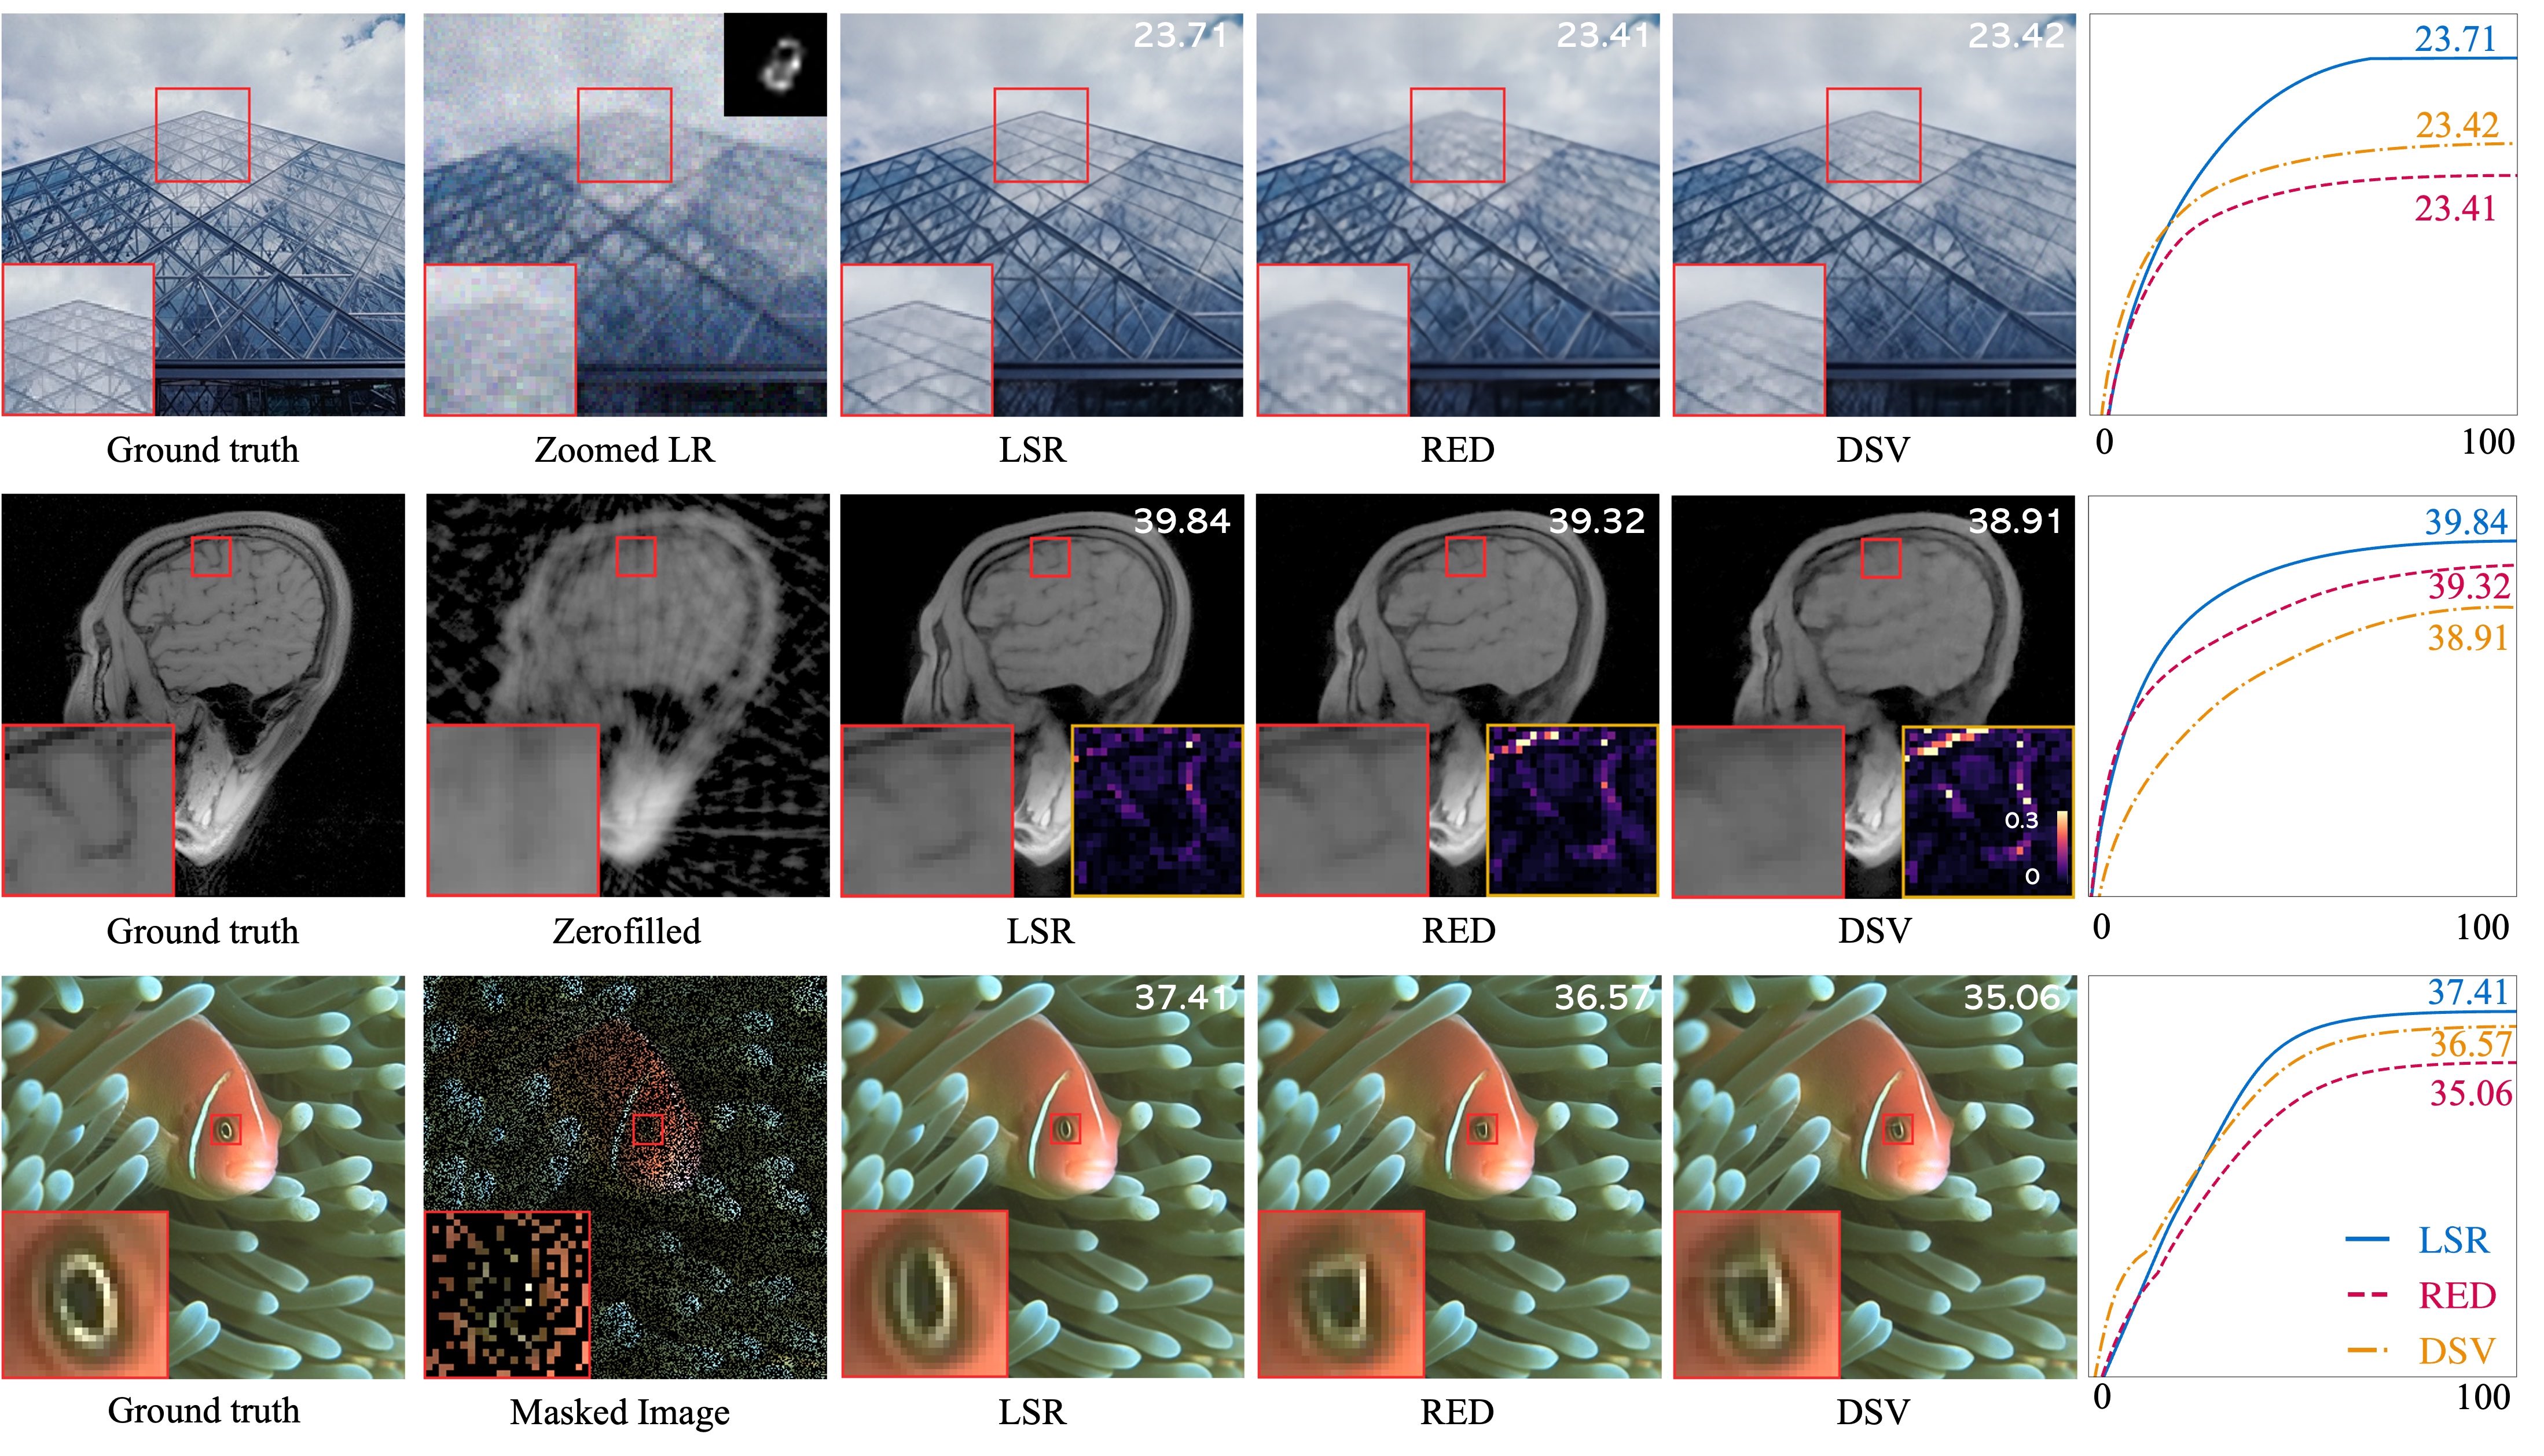 23.71
23.41
23.42
23.71
23.42
23.41
Ground truth
Zoomed LR
LSR
RED
DSV
0
100
39.84
39.32
38.91
0.3
0
39.84
39.32
38.91
Ground truth
Zerofilled
LSR
RED
DSV
0
100
37.41
36.57
35.06
37.41
36.57
35.06
LSR
RED
DSV
Ground truth
Masked Image
LSR
RED
DSV
0
100